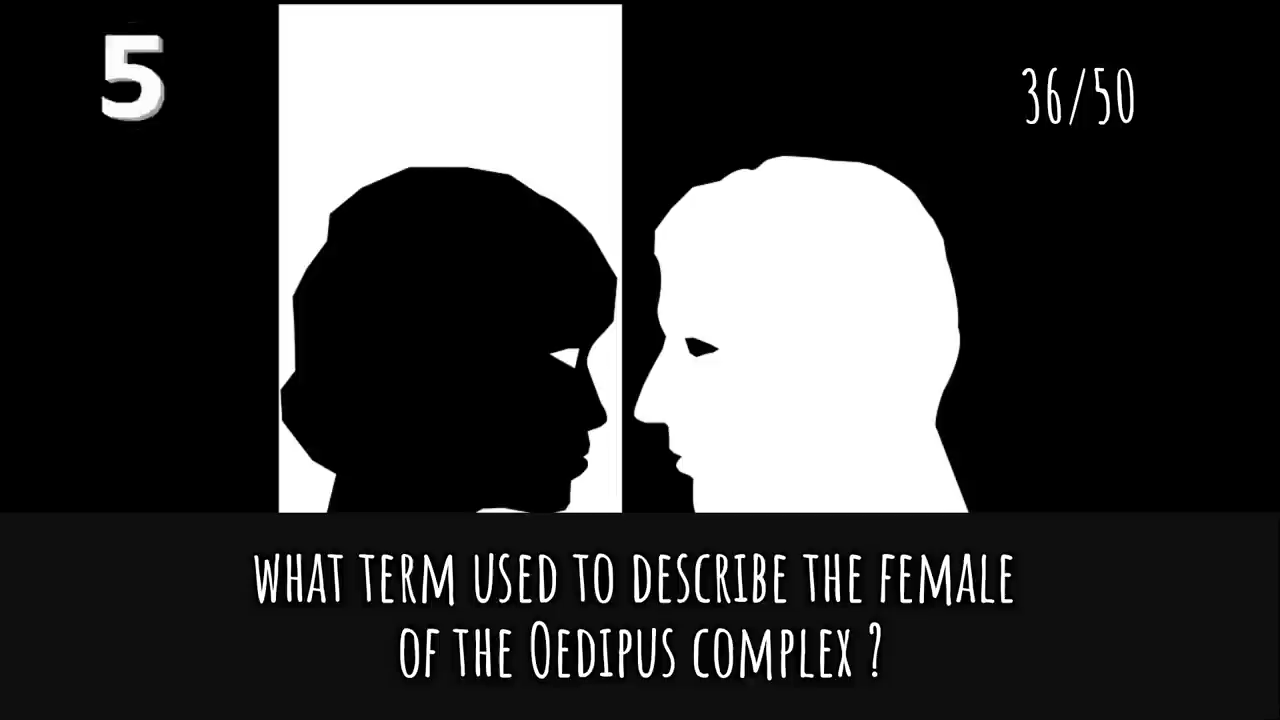 5
36/50
WHAT TERM USED TO DESCRIBE THE FEMALE
OF THE OEDIPUS COMPLEX ?